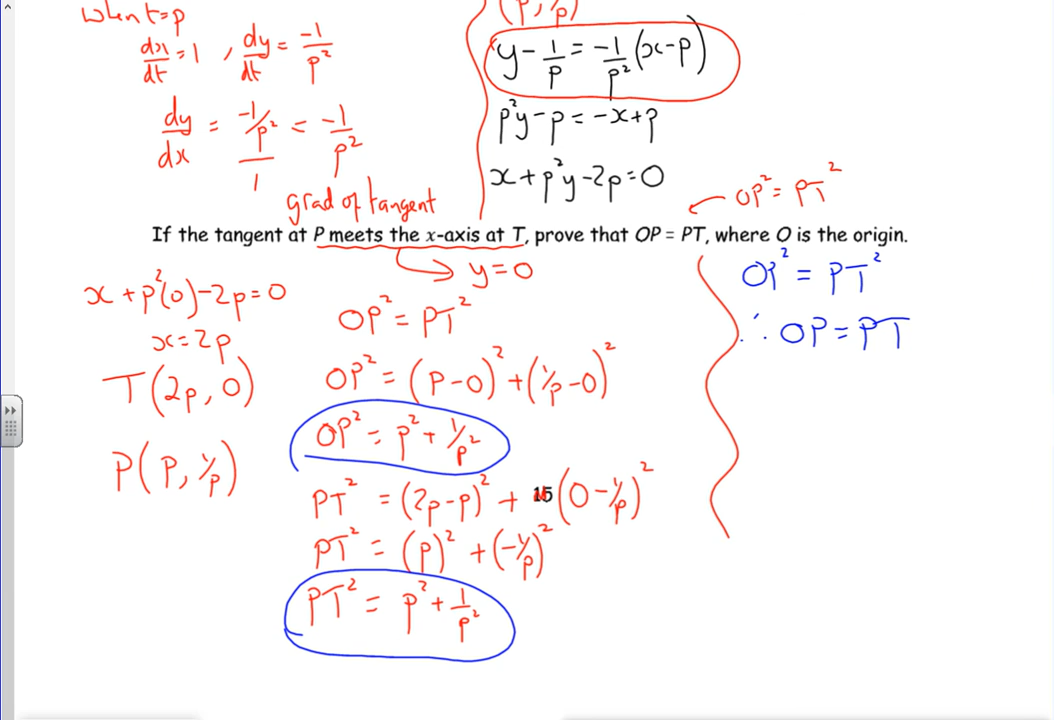 when t=p
dx/dt = 1 , dy/dt = -1/p²
dy/dx = (-1/p²)/1 = -1/p²
grad of tangent
(p, 1/p)
y - 1/p = -1/p² (x-p)
p²y - p = -x + p
x + p²y - 2p = 0
OP² = PT²
If the tangent at P meets the x-axis at T, prove that OP = PT, where O is the origin.
y = 0
x + p²(0) - 2p = 0
x = 2p
T(2p, 0)
P(p, 1/p)
OP² = PT²
OP² = (p-0)² + (1/p - 0)²
OP² = p² + 1/p²
PT² = (2p-p)² + (0 - 1/p)²
15
PT² = (p)² + (-1/p)²
PT² = p² + 1/p²
OP² = PT²
∴ OP = PT